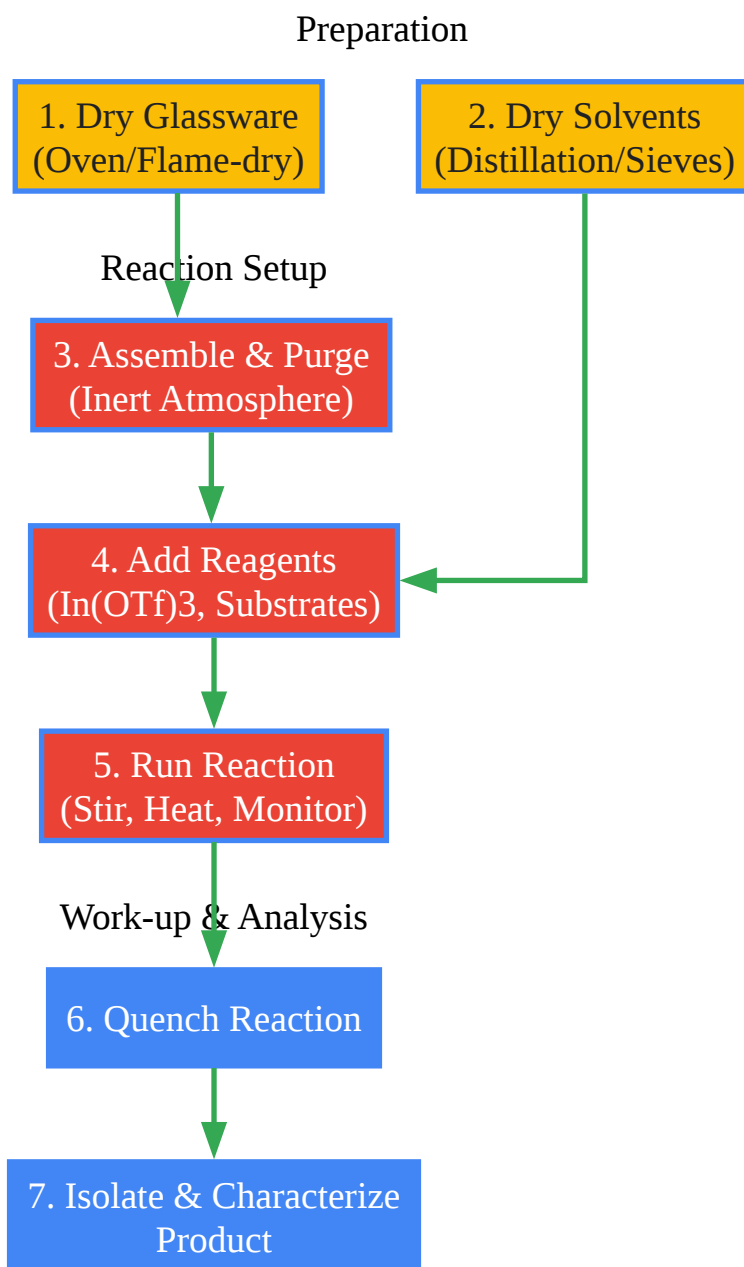 Preparation
1. Dry Glassware
(Oven/Flame-dry)
2. Dry Solvents
(Distillation/Sieves)
Reaction Setup
3. Assemble & Purge
(Inert Atmosphere)
4. Add Reagents
(In(OTf)3, Substrates)
5. Run Reaction
(Stir, Heat, Monitor)
Work-up & Analysis
6. Quench Reaction
7. Isolate & Characterize
Product